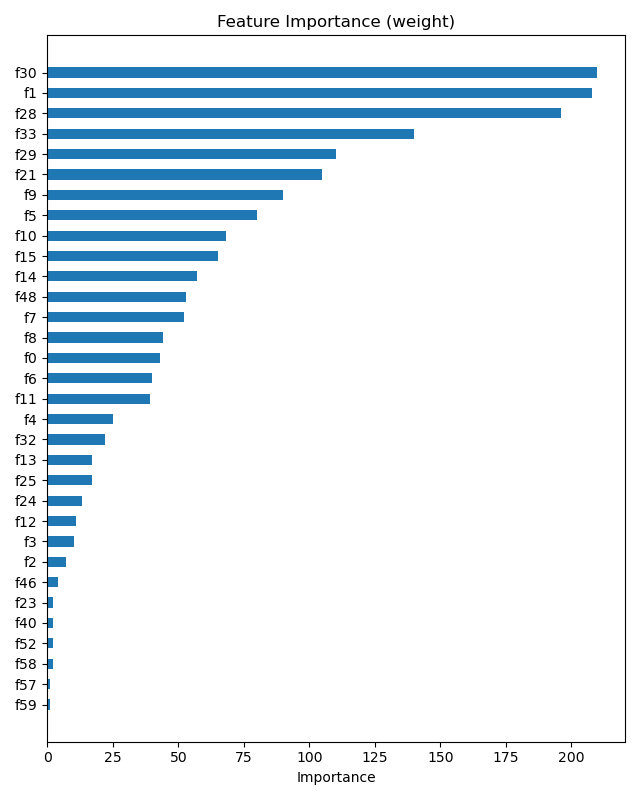 Feature Importance (weight)
f30
f1
f28
f33
f29
f21
f9
f5
f10
f15
f14
f48
f7
f8
f0
f6
f11
f4
f32
f13
f25
f24
f12
f3
f2
f46
f23
f40
f52
f58
f57
f59
0 25 50 75 100 125 150 175 200
Importance